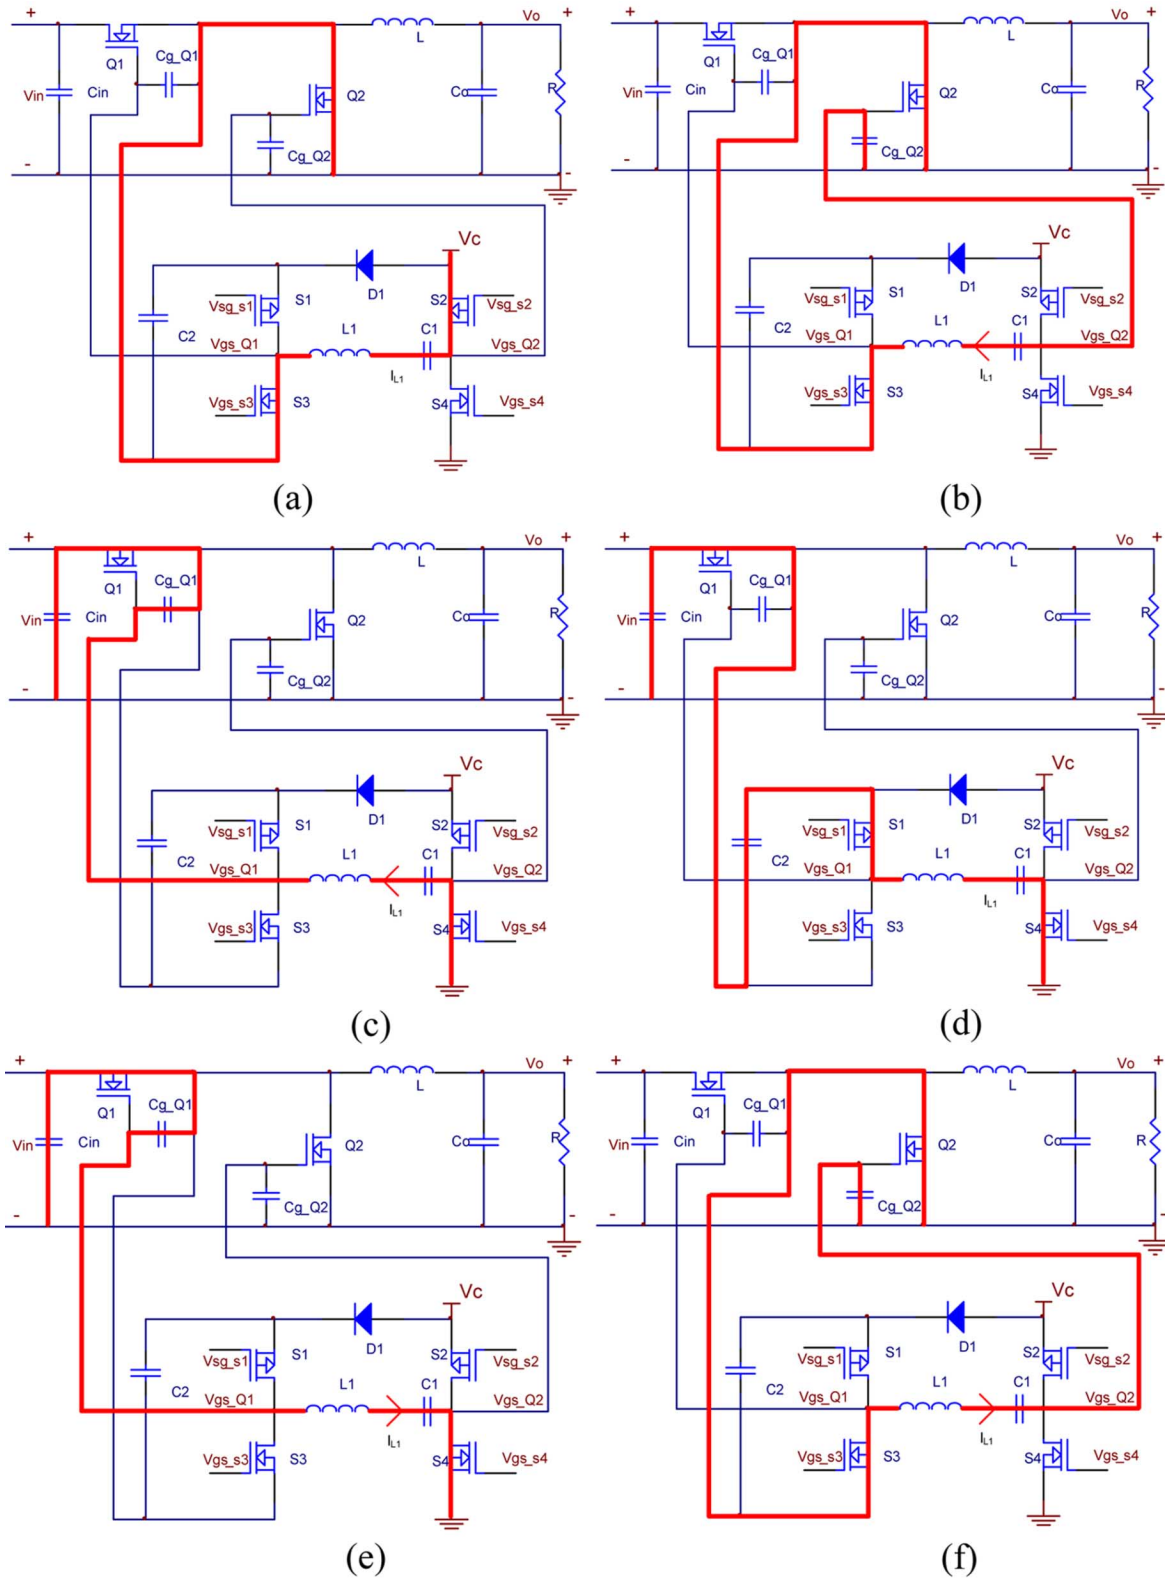 +
Vo
+
Q1
Cg_Q1
L
Vin
Cin
Q2
Co
R
Cg_Q2
-
-
Vc
D1
Vsg_s1
S1
S2
Vsg_s2
C2
L1
C1
Vgs_Q1
Vgs_Q2
IL1
Vgs_s3
S3
S4
Vgs_s4
(a)
+
Vo
+
Q1
Cg_Q1
L
Vin
Cin
Q2
Co
R
Cg_Q2
-
-
Vc
D1
Vsg_s1
S1
S2
Vsg_s2
C2
L1
C1
Vgs_Q1
Vgs_Q2
IL1
Vgs_s3
S3
S4
Vgs_s4
(b)
+
Vo
+
Q1
Cg_Q1
L
Vin
Cin
Q2
Co
R
Cg_Q2
-
-
Vc
D1
Vsg_s1
S1
S2
Vsg_s2
C2
L1
C1
Vgs_Q1
Vgs_Q2
IL1
Vgs_s3
S3
S4
Vgs_s4
(c)
+
Vo
+
Q1
Cg_Q1
L
Vin
Cin
Q2
Co
R
Cg_Q2
-
-
Vc
D1
Vsg_s1
S1
S2
Vsg_s2
C2
L1
C1
Vgs_Q1
Vgs_Q2
IL1
Vgs_s3
S3
S4
Vgs_s4
(d)
+
Vo
+
Q1
Cg_Q1
L
Vin
Cin
Q2
Co
R
Cg_Q2
-
-
Vc
D1
Vsg_s1
S1
S2
Vsg_s2
C2
L1
C1
Vgs_Q1
Vgs_Q2
IL1
Vgs_s3
S3
S4
Vgs_s4
(e)
+
Vo
+
Q1
Cg_Q1
L
Vin
Cin
Q2
Co
R
Cg_Q2
-
-
Vc
D1
Vsg_s1
S1
S2
Vsg_s2
C2
L1
C1
Vgs_Q1
Vgs_Q2
IL1
Vgs_s3
S3
S4
Vgs_s4
(f)